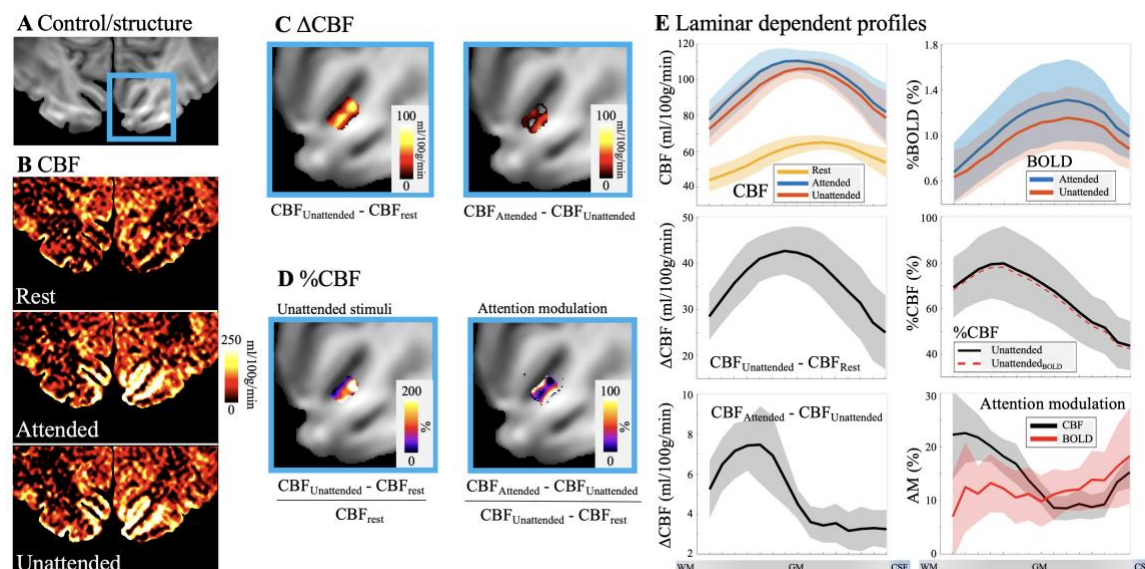 A Control/structure
B CBF
Rest
Attended
Unattended
250
0
ml/100g/min
C ΔCBF
100
0
ml/100g/min
CBFUnattended - CBFrest
100
0
ml/100g/min
CBFAttended - CBFUnattended
D %CBF
Unattended stimuli
200
0
%
CBFUnattended - CBFrest
CBFrest
Attention modulation
100
0
%
CBFAttended - CBFUnattended
CBFUnattended - CBFrest
E Laminar dependent profiles
CBF (ml/100g/min)
120
100
80
60
40
CBF
Rest
Attended
Unattended
%BOLD (%)
1.8
1.4
1.0
0.6
BOLD
Attended
Unattended
ΔCBF (ml/100g/min)
50
40
30
20
CBFUnattended - CBFRest
%CBF (%)
100
80
60
40
%CBF
Unattended
UnattendedBOLD
ΔCBF (ml/100g/min)
8
6
4
2
CBFAttended - CBFUnattended
WM
GM
CSF
AM (%)
30
20
10
0
Attention modulation
CBF
BOLD
WM
GM